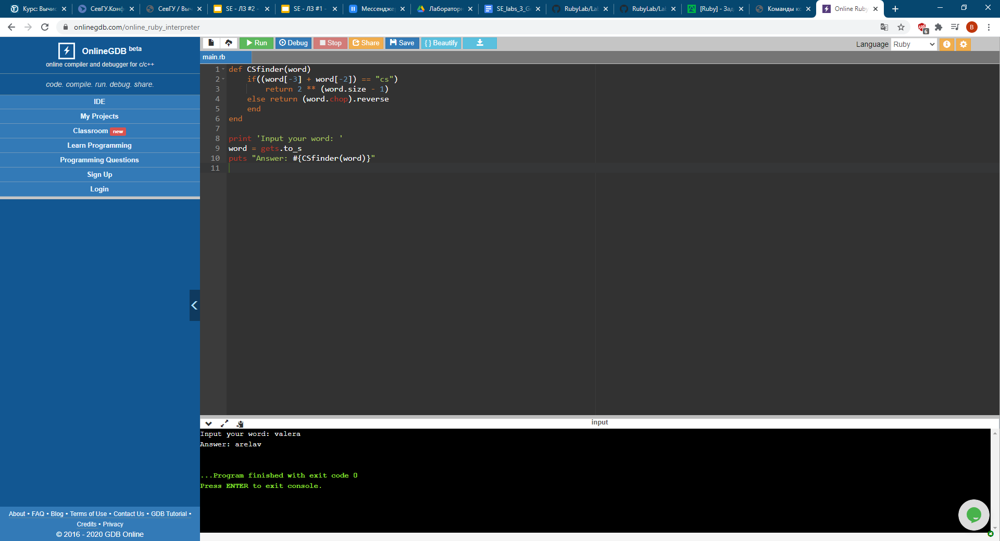 Курс: Вычис
СевГУ.Конф
СевГУ / Выч
SE - ЛЗ #2 -
SE - ЛЗ #1 -
Мессендже
Лаборатор
SE_labs_3_G
RubyLab/La
RubyLab/La
[Ruby] - Зад
Команды ко
Online Ruby
onlinegdb.com/online_ruby_interpreter
6
B
OnlineGDB beta
online compiler and debugger for c/c++
code. compile. run. debug. share.
IDE
My Projects
Classroom new
Learn Programming
Programming Questions
Sign Up
Login
About • FAQ • Blog • Terms of Use • Contact Us • GDB Tutorial •
Credits • Privacy
© 2016 - 2020 GDB Online
Run Debug Stop Share Save { } Beautify
Language Ruby
main.rb
1 def CSfinder(word)
2 if((word[-3] + word[-2]) == "cs")
3 return 2 ** (word.size - 1)
4 else return (word.chop).reverse
5 end
6 end
7
8 print 'Input your word: '
9 word = gets.to_s
10 puts "Answer: #{CSfinder(word)}"
11
input
Input your word: valera
Answer: arelav
...Program finished with exit code 0
Press ENTER to exit console.